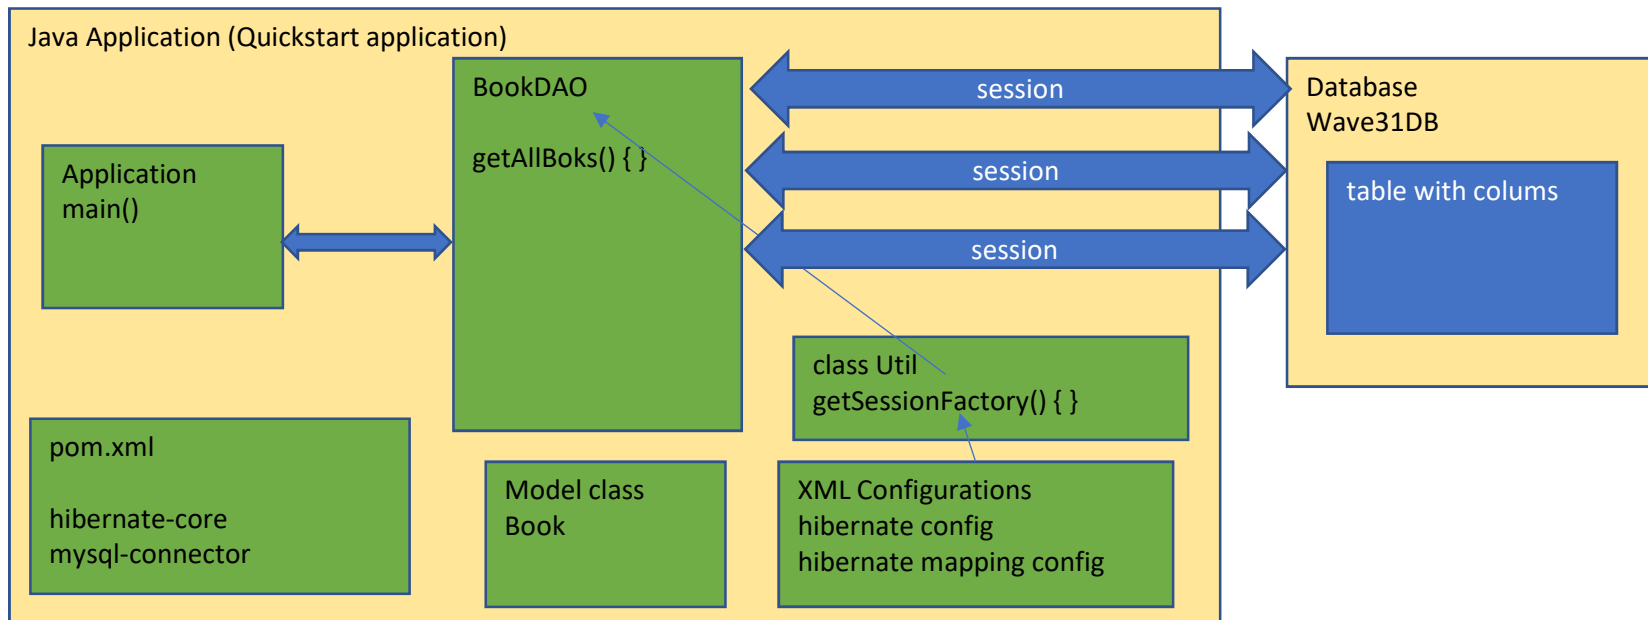 Java Application (Quickstart application)
BookDAO
getAllBoks() { }
Application
main()
session
session
session
Database
Wave31DB
table with colums
class Util
getSessionFactory() { }
pom.xml
hibernate-core
mysql-connector
Model class
Book
XML Configurations
hibernate config
hibernate mapping config